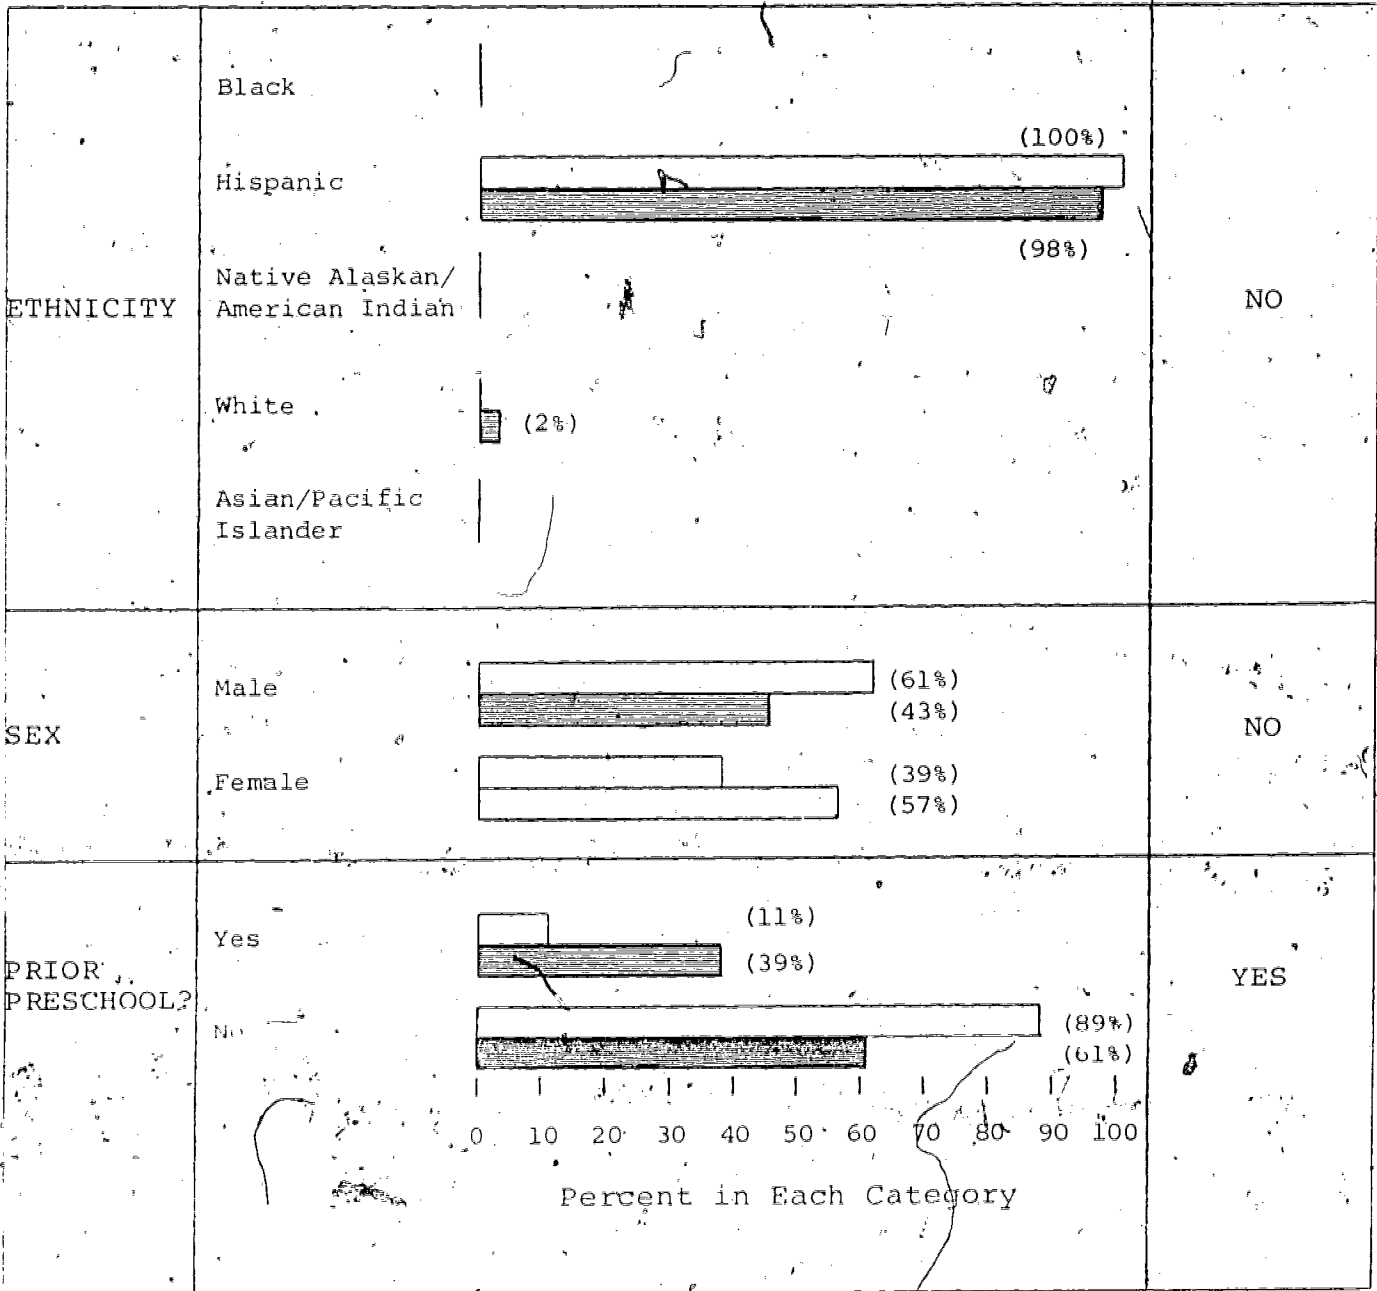 Black
(100%)
Hispanic
(98%)
Native Alaskan/
American Indian
ETHNICITY
NO
White
(2%)
Asian/Pacific
Islander
Male
(61%)
(43%)
SEX
NO
Female
(39%)
(57%)
Yes
(11%)
(39%)
PRIOR
PRESCHOOL?
YES
No
(89%)
(61%)
0 10 20 30 40 50 60 70 80 90 100
Percent in Each Category